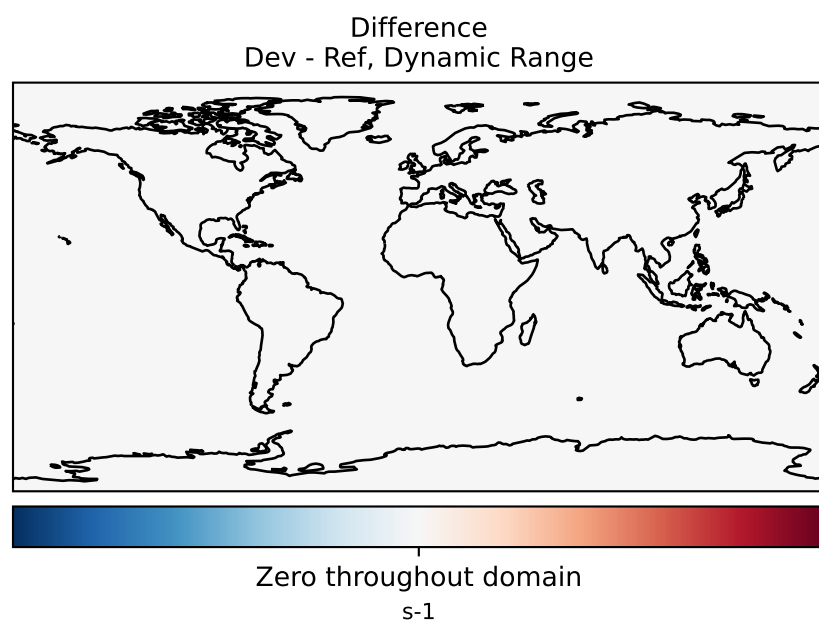 Difference
Dev - Ref, Dynamic Range
Zero throughout domain
s-1